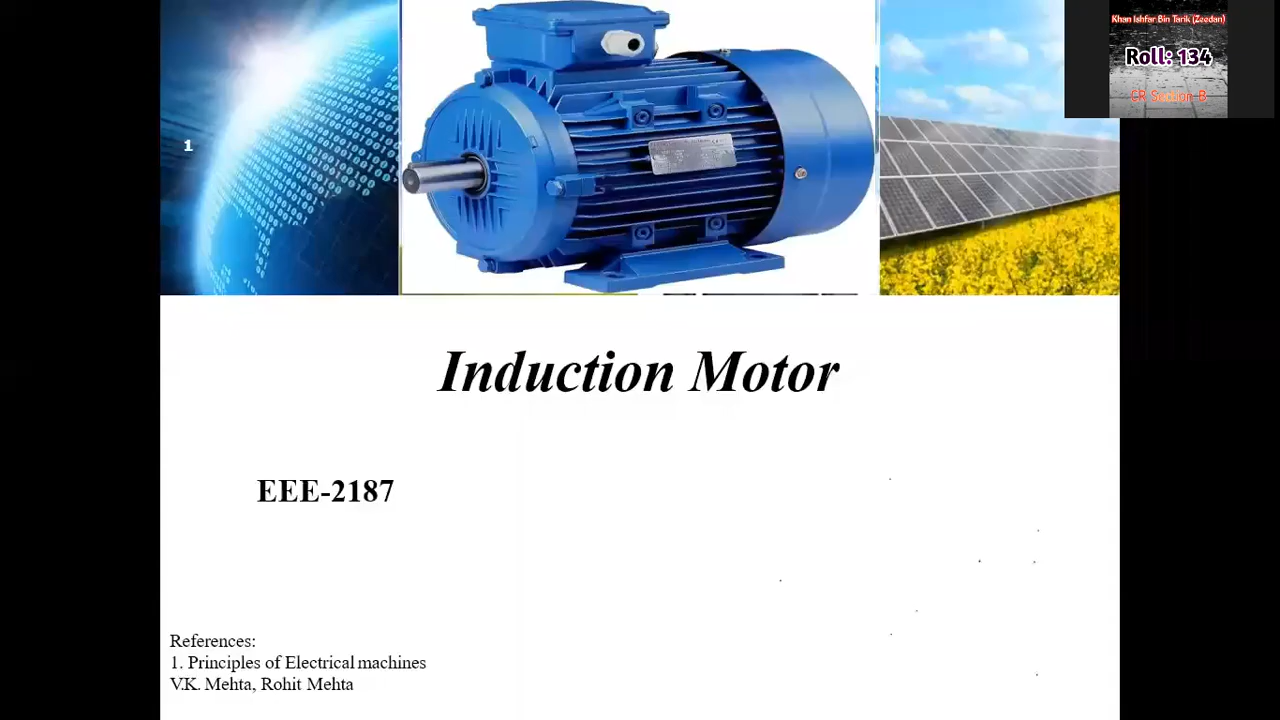 Khan Ishfar Bin Tarik (Zeedan)
Roll: 134
CR Section B
1
Induction Motor
EEE-2187
References:
1. Principles of Electrical machines
V.K. Mehta, Rohit Mehta